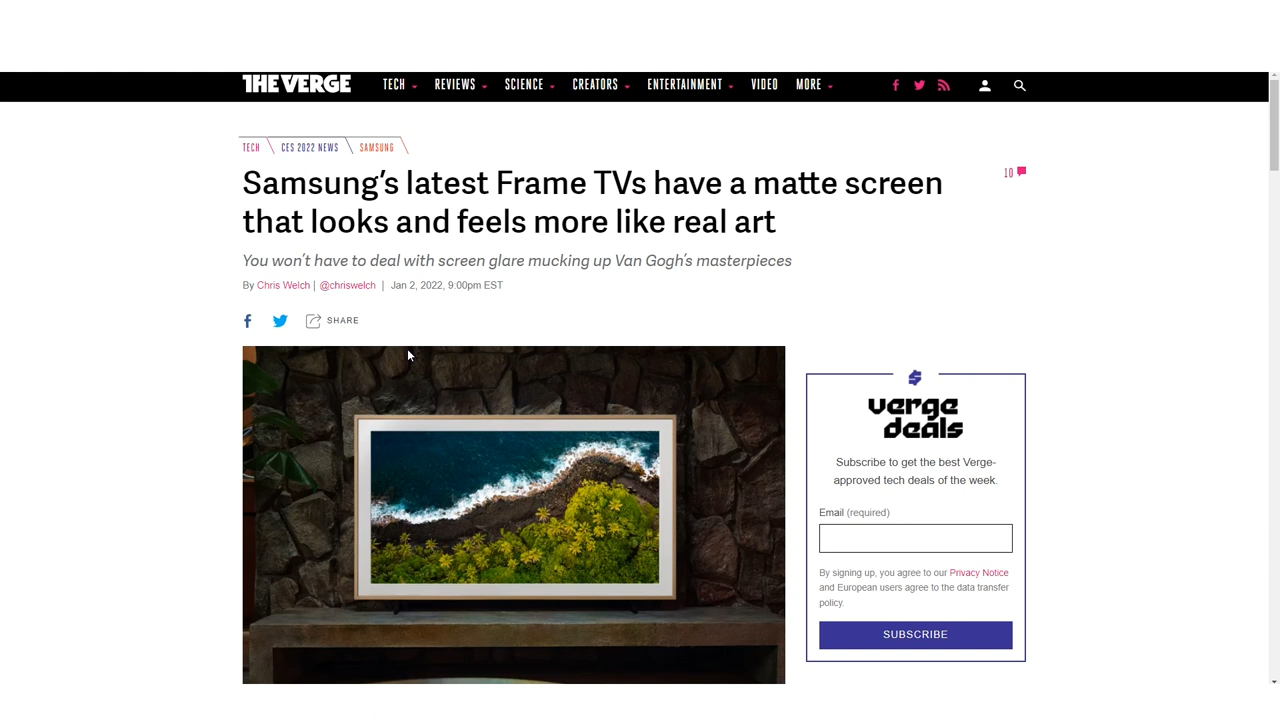 THE VERGE TECH REVIEWS SCIENCE CREATORS ENTERTAINMENT VIDEO MORE
TECH CES 2022 NEWS SAMSUNG
Samsung's latest Frame TVs have a matte screen
10
that looks and feels more like real art
You won't have to deal with screen glare mucking up Van Gogh's masterpieces
By Chris Welch | @chriswelch | Jan 2, 2022, 9:00pm EST
SHARE
verge
deals
Subscribe to get the best Verge-
approved tech deals of the week.
Email (required)
By signing up, you agree to our Privacy Notice
and European users agree to the data transfer
policy.
SUBSCRIBE